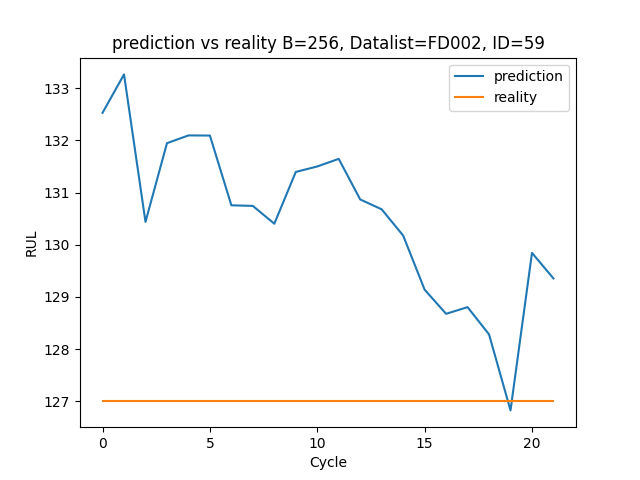 prediction vs reality B=256, Datalist=FD002, ID=59
prediction
reality
RUL
133
132
131
130
129
128
127
0 5 10 15 20
Cycle